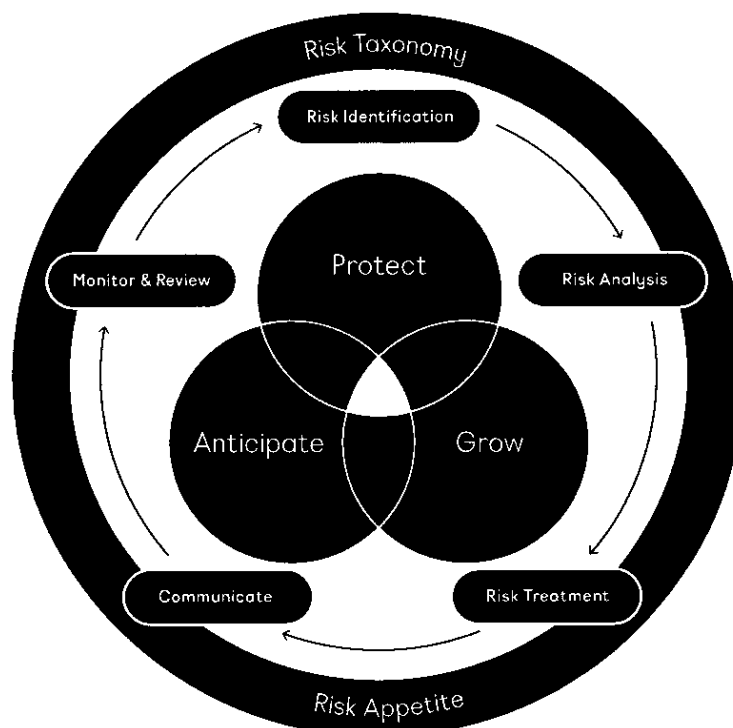 Risk Taxonomy
Risk Identification
Protect
Monitor & Review
Risk Analysis
Anticipate
Grow
Communicate
Risk Treatment
Risk Appetite